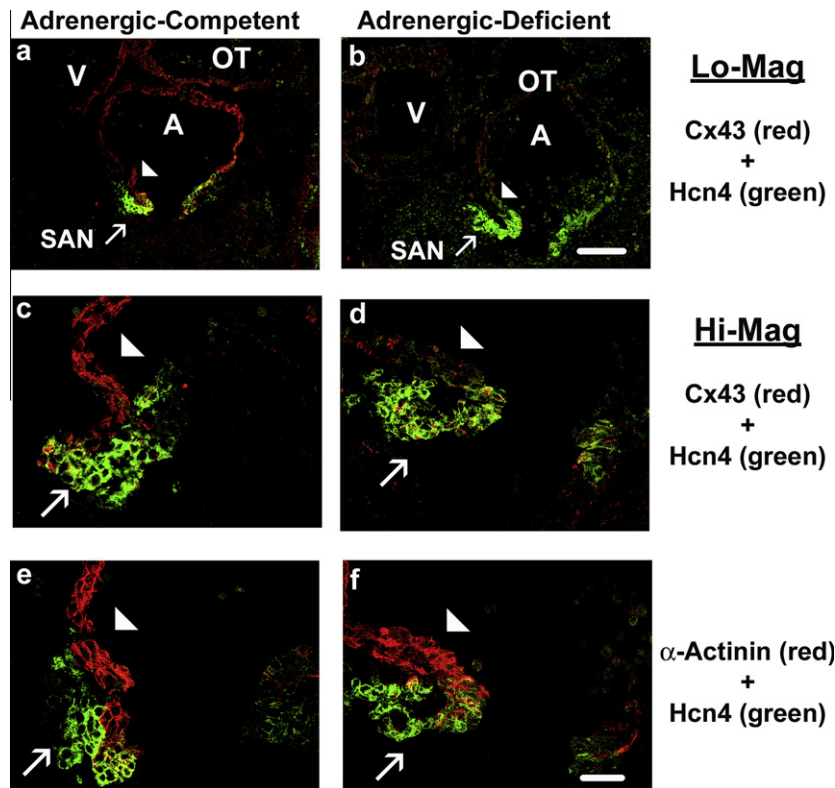 Adrenergic-Competent
Adrenergic-Deficient
a
V
OT
A
SAN
b
V
OT
A
SAN
Lo-Mag
Cx43 (red)
+
Hcn4 (green)
c
d
Hi-Mag
Cx43 (red)
+
Hcn4 (green)
e
f
α-Actinin (red)
+
Hcn4 (green)